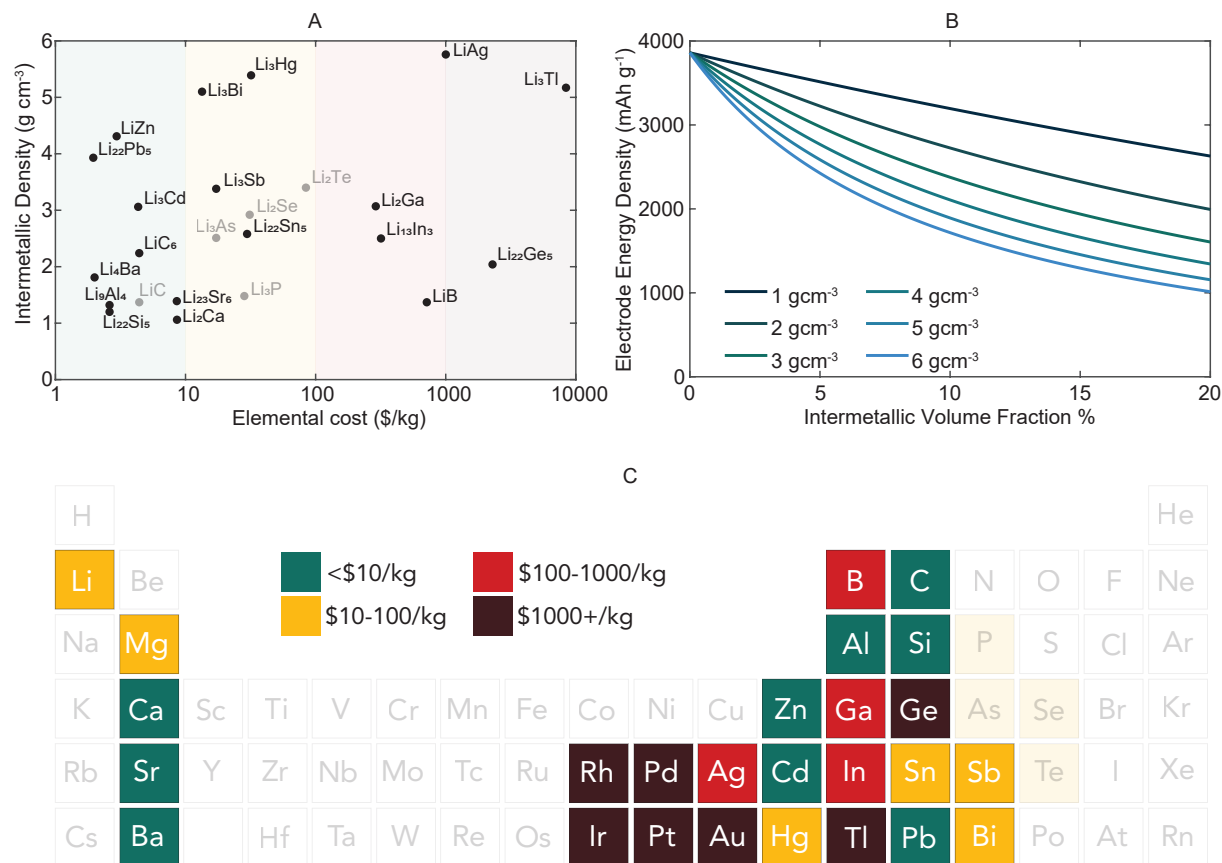 A
Intermetallic Density (g cm⁻³)
6
5
4
3
2
1
0
LiAg
Li₃Hg
Li₃Tl
Li₃Bi
LiZn
Li₂₂Pb₅
Li₃Sb
Li₂Te
Li₃Cd
Li₂Se
Li₂Ga
Li₃As
Li₂₂Sn₅
Li₁₃In₃
LiC₆
Li₂₂Ge₅
Li₄Ba
Li₉Al₄
LiC
Li₂₃Sr₆
Li₃P
LiB
Li₂₂Si₅
Li₂Ca
1
10
100
1000
10000
Elemental cost ($/kg)
B
Electrode Energy Density (mAh g⁻¹)
4000
3000
2000
1000
0
1 gcm⁻³
2 gcm⁻³
3 gcm⁻³
4 gcm⁻³
5 gcm⁻³
6 gcm⁻³
0
5
10
15
20
Intermetallic Volume Fraction %
C
<$10/kg
$10-100/kg
$100-1000/kg
$1000+/kg
H He
Li Be B C N O F Ne
Na Mg Al Si P S Cl Ar
K Ca Sc Ti V Cr Mn Fe Co Ni Cu Zn Ga Ge As Se Br Kr
Rb Sr Y Zr Nb Mo Tc Ru Rh Pd Ag Cd In Sn Sb Te I Xe
Cs Ba Hf Ta W Re Os Ir Pt Au Hg Tl Pb Bi Po At Rn